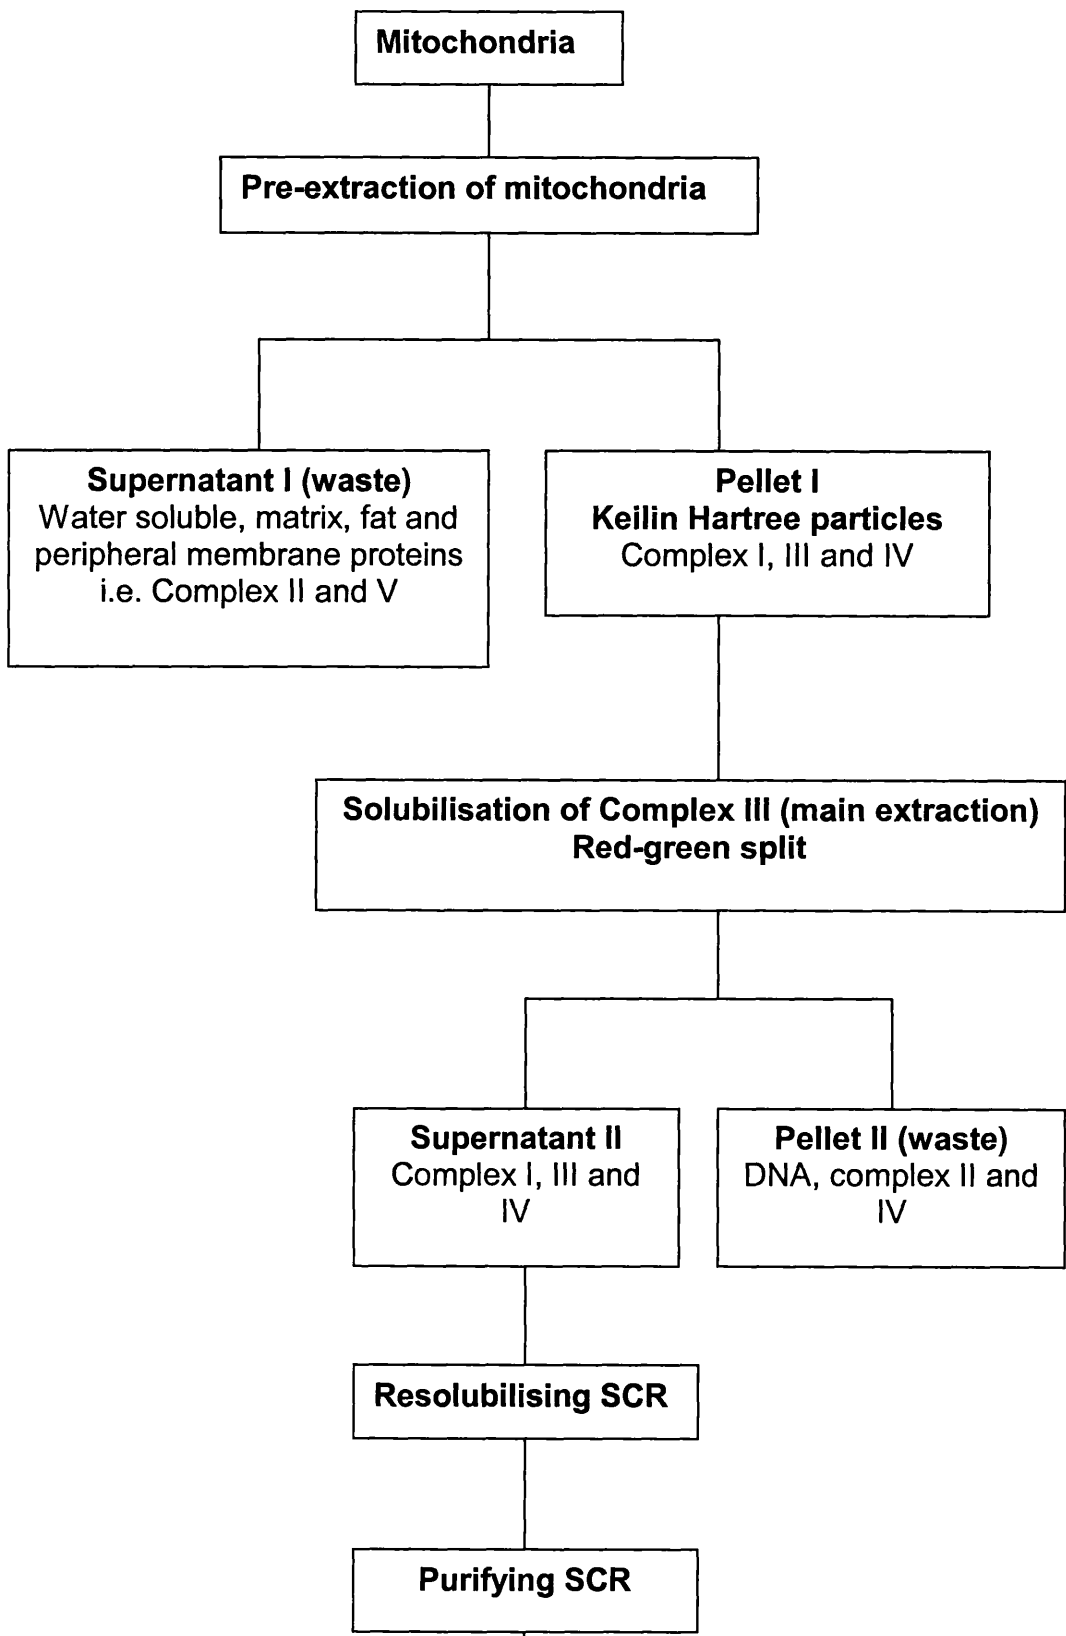 Mitochondria
Pre-extraction of mitochondria
Supernatant I (waste)
Water soluble, matrix, fat and
peripheral membrane proteins
i.e. Complex II and V
Pellet I
Keilin Hartree particles
Complex I, III and IV
Solubilisation of Complex III (main extraction)
Red-green split
Supernatant II
Complex I, III and
IV
Pellet II (waste)
DNA, complex II and
IV
Resolubilising SCR
Purifying SCR